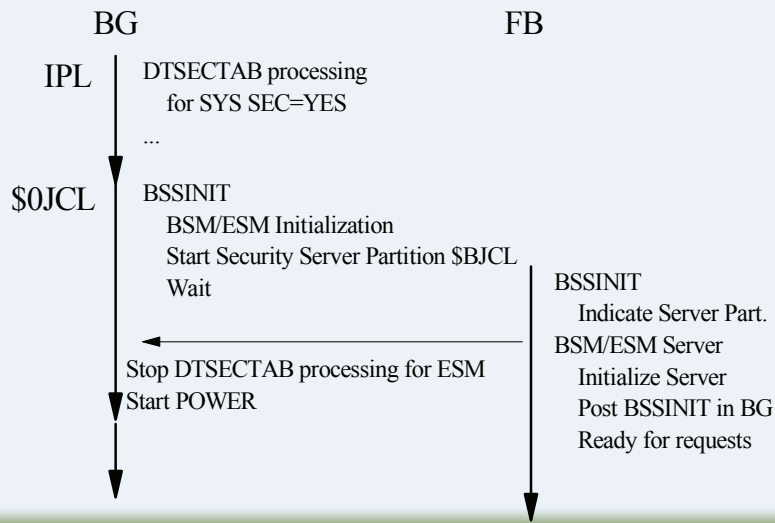 BG
FB
IPL
DTSECTAB processing
for SYS SEC=YES
...
$0JCL
BSSINIT
BSM/ESM Initialization
Start Security Server Partition $BJCL
Wait
BSSINIT
Indicate Server Part.
BSM/ESM Server
Initialize Server
Post BSSINIT in BG
Ready for requests
Stop DTSECTAB processing for ESM
Start POWER